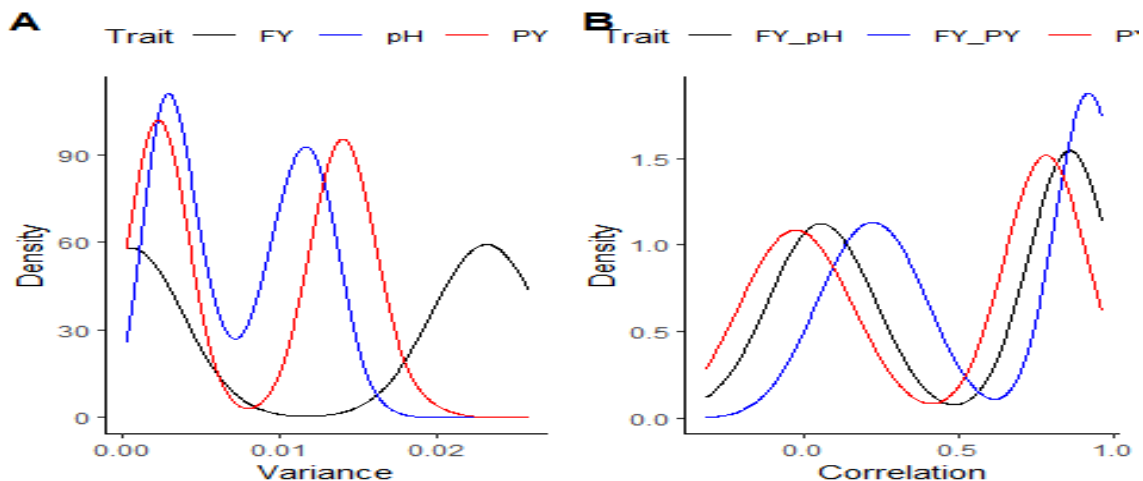 A
Trait FY pH PY
Density
90
60
30
0
0.00 0.01 0.02
Variance
B
Trait FY_pH FY_PY
Density
1.5
1.0
0.5
0.0
0.0 0.5 1.0
Correlation